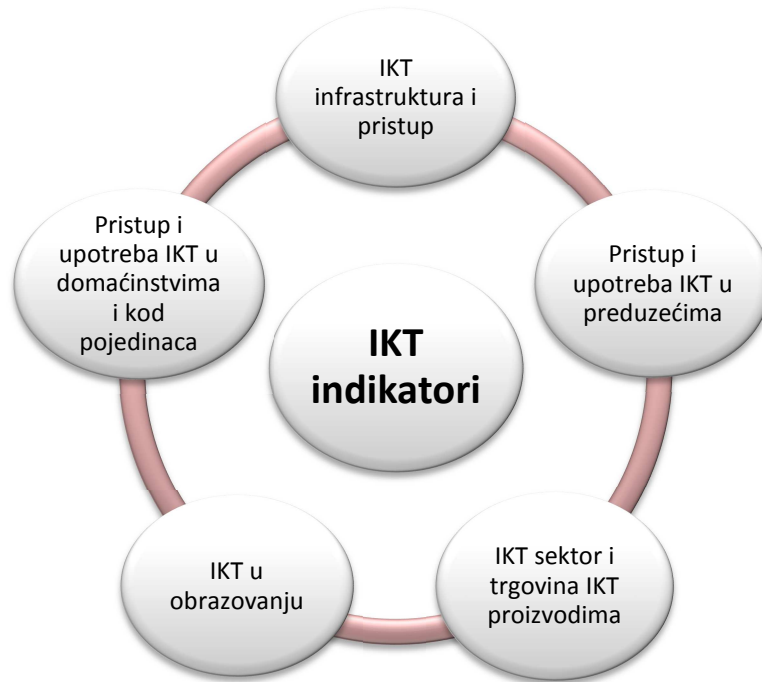 IKT
infrastruktura i
pristup
Pristup i
upotreba IKT u
domaćinstvima
i kod
pojedinaca
Pristup i
upotreba IKT u
preduzećima
IKT
indikatori
IKT u
obrazovanju
IKT sektor i
trgovina IKT
proizvodima